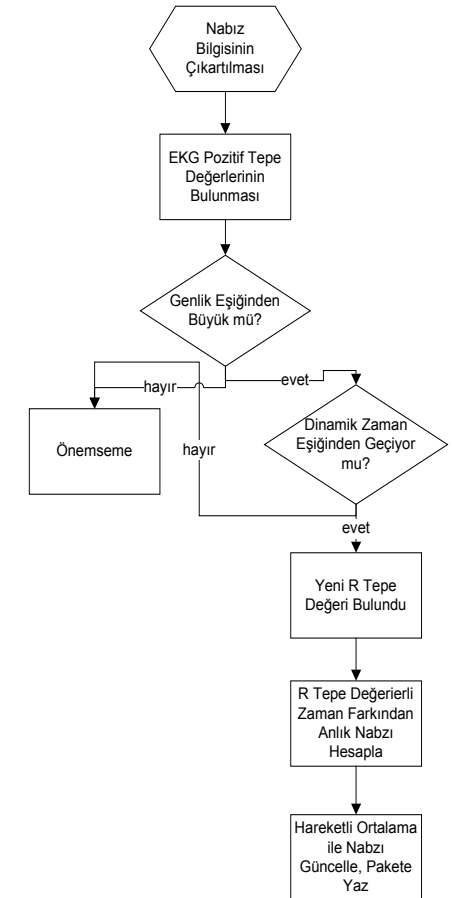 Nabız
Bilgisinin
Çıkartılması
EKG Pozitif Tepe
Değerlerinin
Bulunması
Genlik Eşiğinden
Büyük mü?
hayır
evet
Önemseme
hayır
Dinamik Zaman
Eşiğinden Geçiyor
mu?
evet
Yeni R Tepe
Değeri Bulundu
R Tepe Değerierli
Zaman Farkından
Anlık Nabzı
Hesapla
Hareketli Ortalama
ile Nabzı
Güncelle, Pakete
Yaz